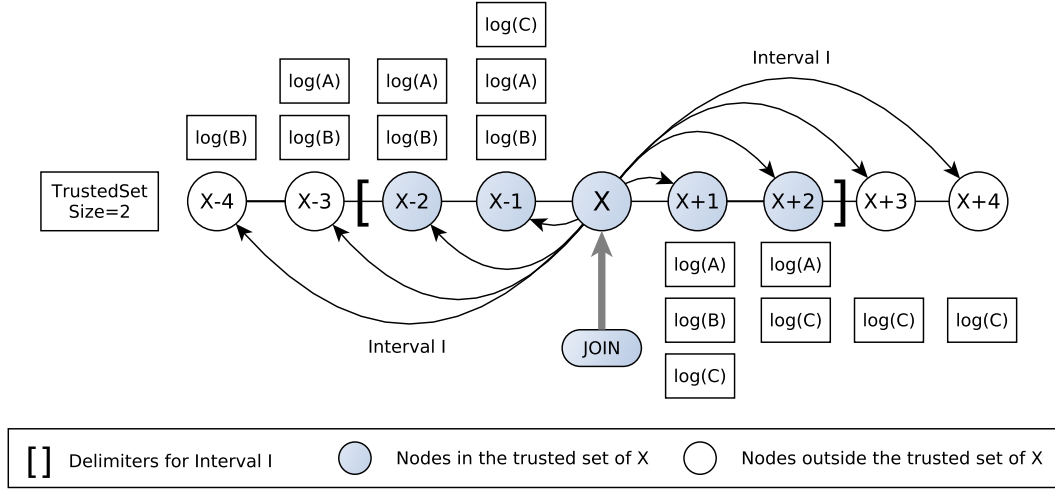 log(C)
Interval I
log(A)
log(A)
log(A)
log(B)
log(B)
log(B)
log(B)
TrustedSet
Size=2
X-4
X-3
[
X-2
X-1
X
X+1
X+2
]
X+3
X+4
log(A)
log(A)
log(B)
log(C)
log(C)
log(C)
Interval I
JOIN
log(C)
[ ] Delimiters for Interval I
Nodes in the trusted set of X
Nodes outside the trusted set of X